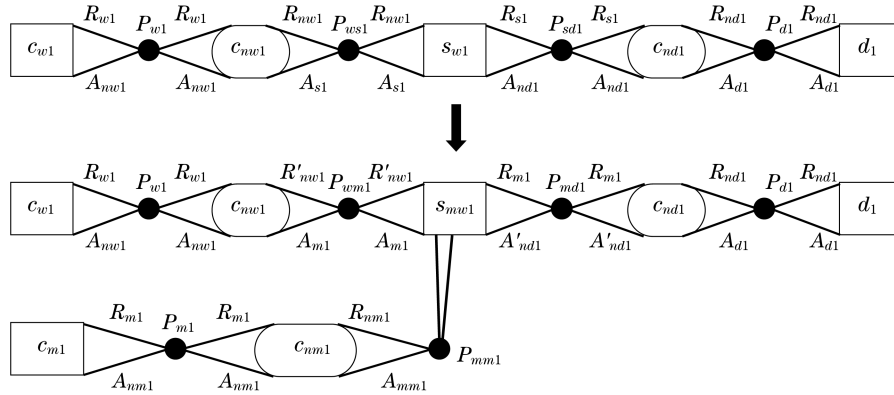 R_{w1} P_{w1} R_{w1} R_{nw1} P_{ws1} R_{nw1} R_{s1} P_{sd1} R_{s1} R_{nd1} P_{d1} R_{nd1}
c_{w1} c_{nw1} s_{w1} c_{nd1} d_1
A_{nw1} A_{nw1} A_{s1} A_{s1} A_{nd1} A_{nd1} A_{d1} A_{d1}
R_{w1} P_{w1} R_{w1} R'_{nw1} P_{wm1} R'_{nw1} R_{m1} P_{md1} R_{m1} R_{nd1} P_{d1} R_{nd1}
c_{w1} c_{nw1} s_{mw1} c_{nd1} d_1
A_{nw1} A_{nw1} A_{m1} A_{m1} A'_{nd1} A'_{nd1} A_{d1} A_{d1}
R_{m1} P_{m1} R_{m1} R_{nm1}
c_{m1} c_{nm1} P_{mm1}
A_{nm1} A_{nm1} A_{mm1}